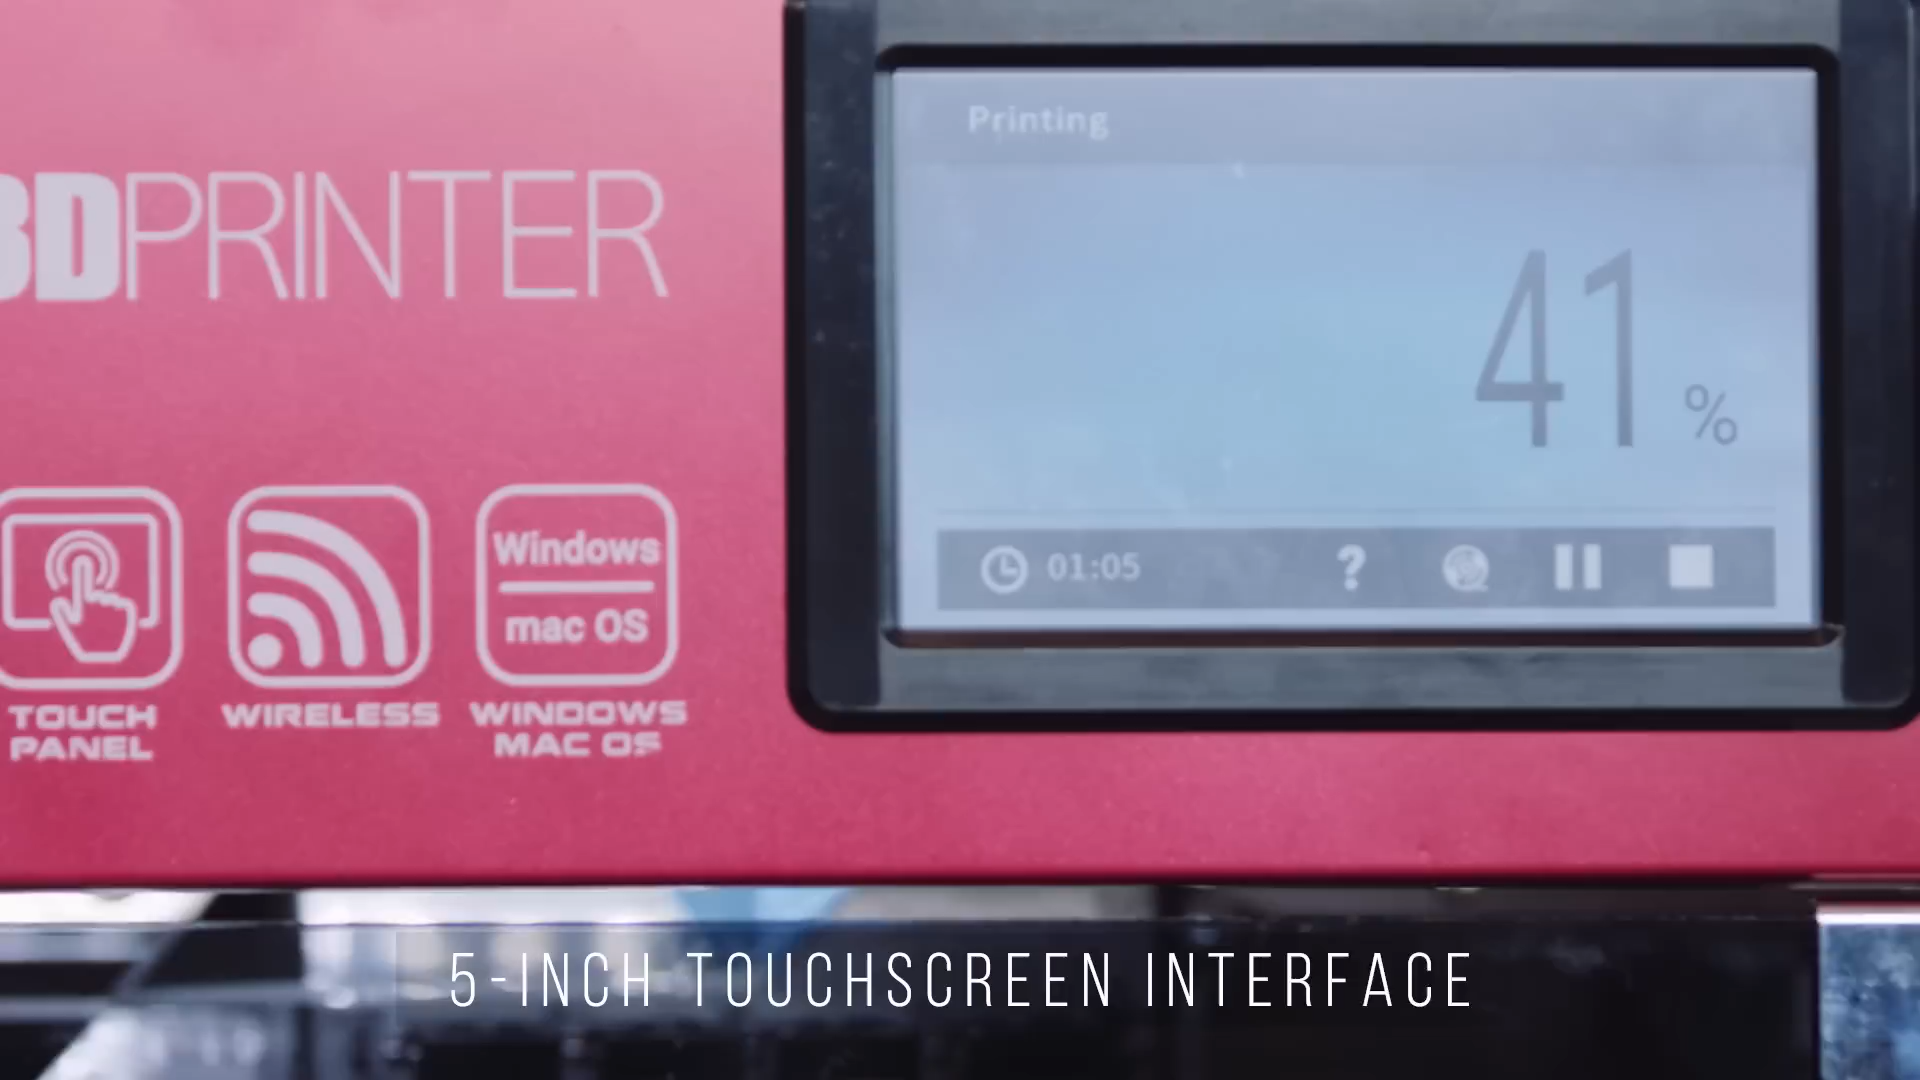 3DPRINTER
Printing
41 %
01:05
?
Windows
mac OS
TOUCH
PANEL
WIRELESS
WINDOWS
MAC OS
5-INCH TOUCHSCREEN INTERFACE